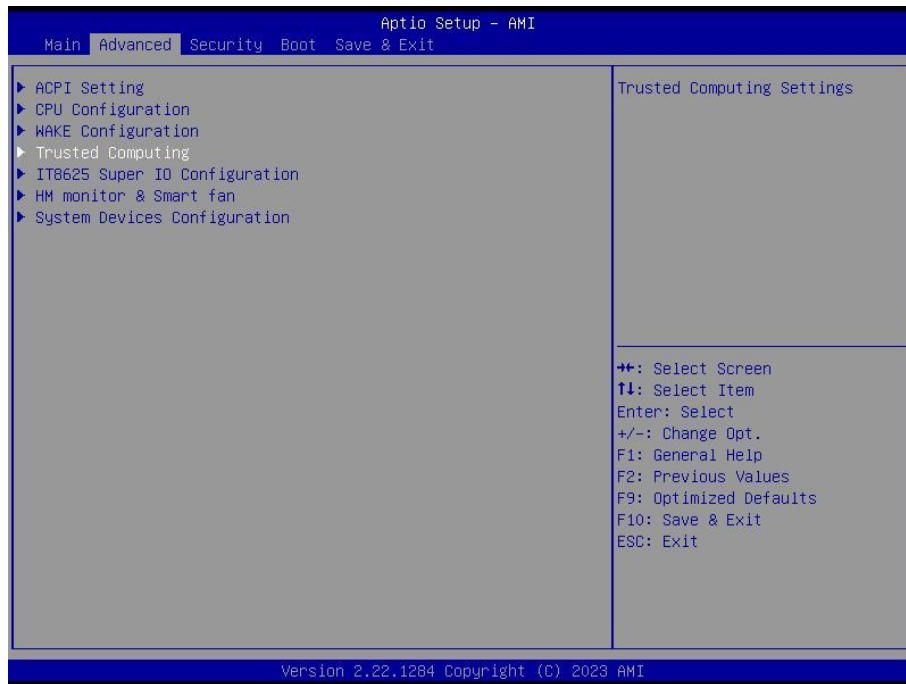 Aptio Setup – AMI
Main Advanced Security Boot Save & Exit
▶ ACPI Setting
▶ CPU Configuration
▶ WAKE Configuration
▶ Trusted Computing
▶ IT8625 Super IO Configuration
▶ HM monitor & Smart fan
▶ System Devices Configuration
Trusted Computing Settings
→←: Select Screen
↑↓: Select Item
Enter: Select
+/-: Change Opt.
F1: General Help
F2: Previous Values
F9: Optimized Defaults
F10: Save & Exit
ESC: Exit
Version 2.22.1284 Copyright (C) 2023 AMI